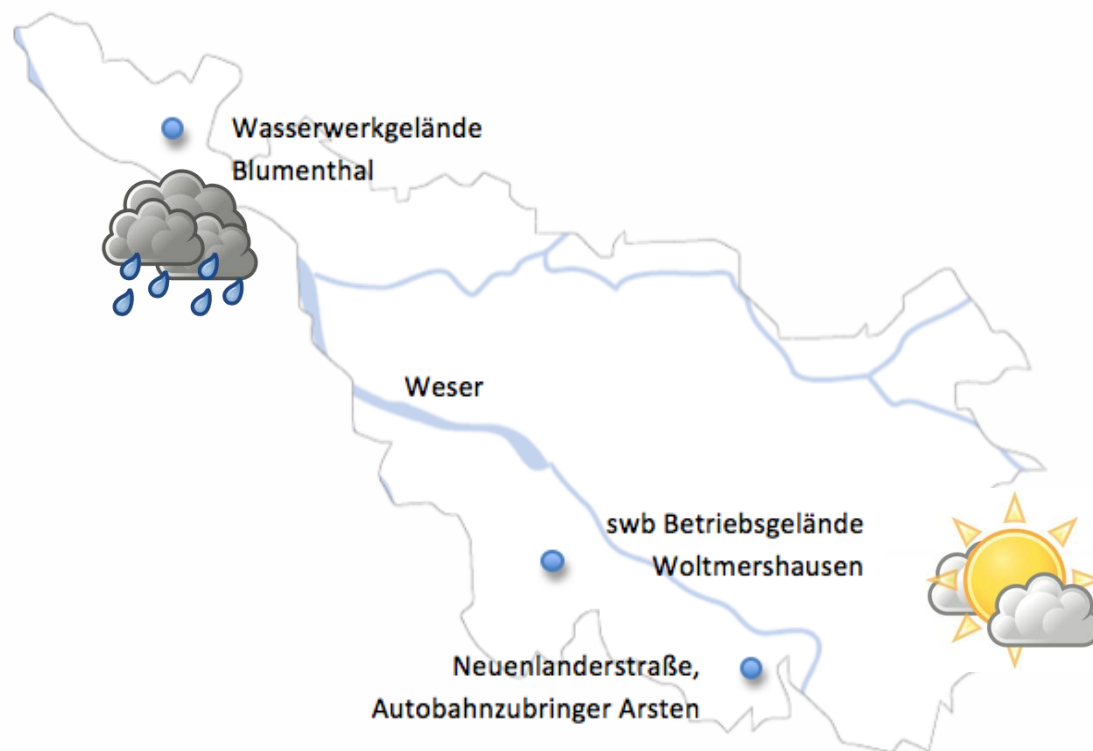 Wasserwerkgelände
Blumenthal
Weser
swb Betriebsgelände
Woltmershausen
Neuenlanderstraße,
Autobahnzubringer Arsten